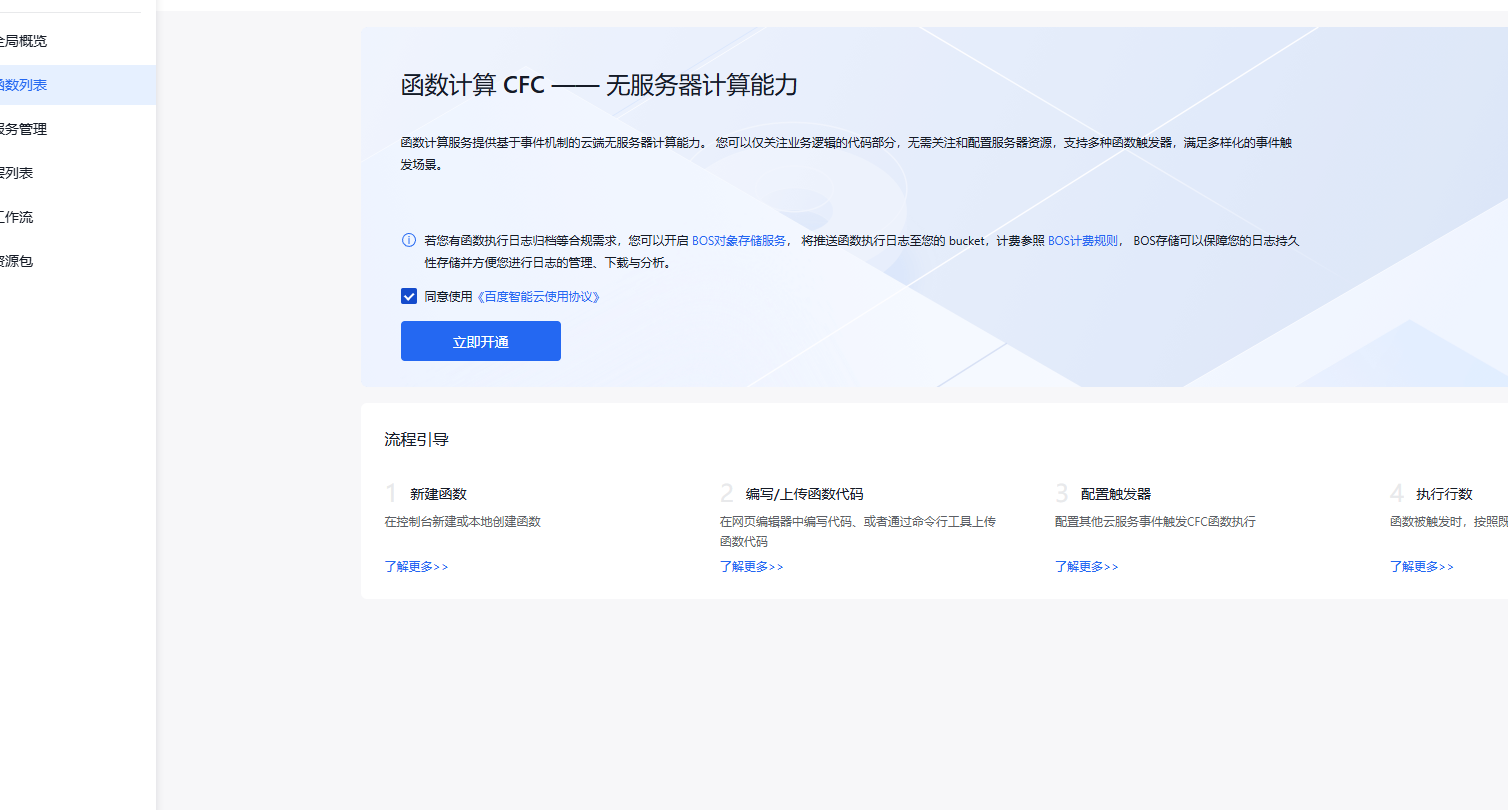 全局概览
函数列表
服务管理
层列表
工作流
资源包
函数计算 CFC —— 无服务器计算能力
函数计算服务提供基于事件机制的云端无服务器计算能力。 您可以仅关注业务逻辑的代码部分，无需关注和配置服务器资源，支持多种函数触发器，满足多样化的事件触
发场景。
若您有函数执行日志归档等合规需求，您可以开启 BOS对象存储服务， 将推送函数执行日志至您的 bucket，计费参照 BOS计费规则， BOS存储可以保障您的日志持久
性存储并方便您进行日志的管理、下载与分析。
同意使用《百度智能云使用协议》
立即开通
流程引导
1 新建函数
在控制台新建或本地创建函数
了解更多>>
2 编写/上传函数代码
在网页编辑器中编写代码、或者通过命令行工具上传
函数代码
了解更多>>
3 配置触发器
配置其他云服务事件触发CFC函数执行
了解更多>>
4 执行行数
函数被触发时，按照既
了解更多>>